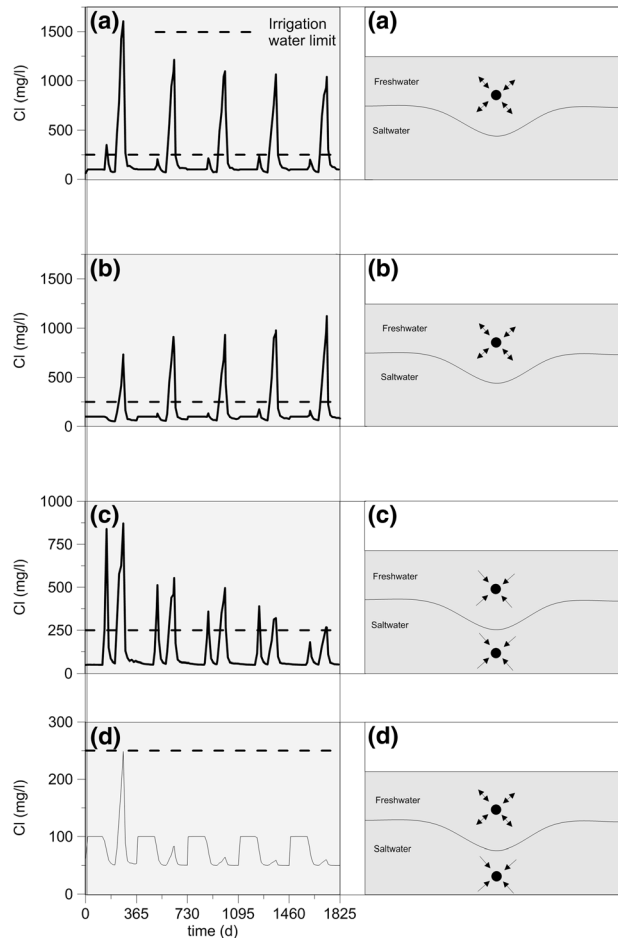 (a)
1500
1000
500
250
0
Cl (mg/l)
Irrigation
water limit
(a)
Freshwater
Saltwater
(b)
1500
1000
500
250
0
Cl (mg/l)
(b)
Freshwater
Saltwater
(c)
1000
750
500
250
0
Cl (mg/l)
(c)
Freshwater
Saltwater
(d)
300
200
100
0
Cl (mg/l)
(d)
Freshwater
Saltwater
0 365 730 1095 1460 1825
time (d)